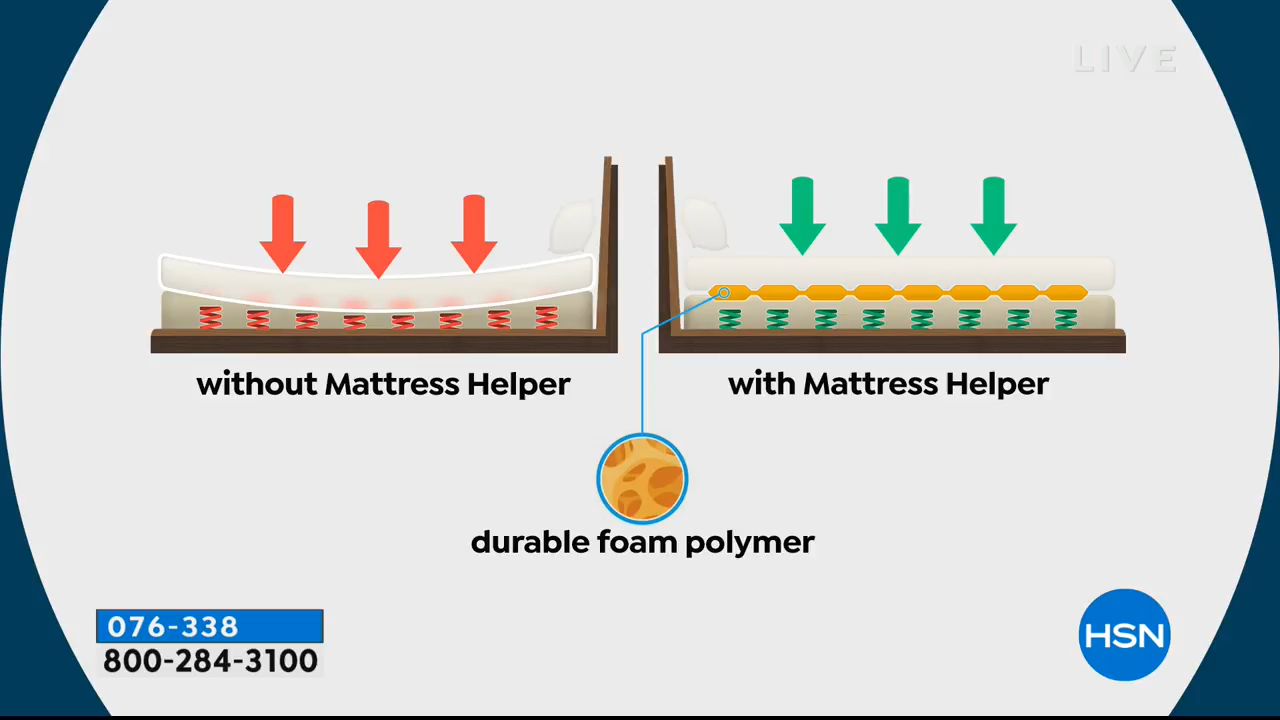 LIVE
without Mattress Helper
with Mattress Helper
durable foam polymer
076-338
800-284-3100
HSN